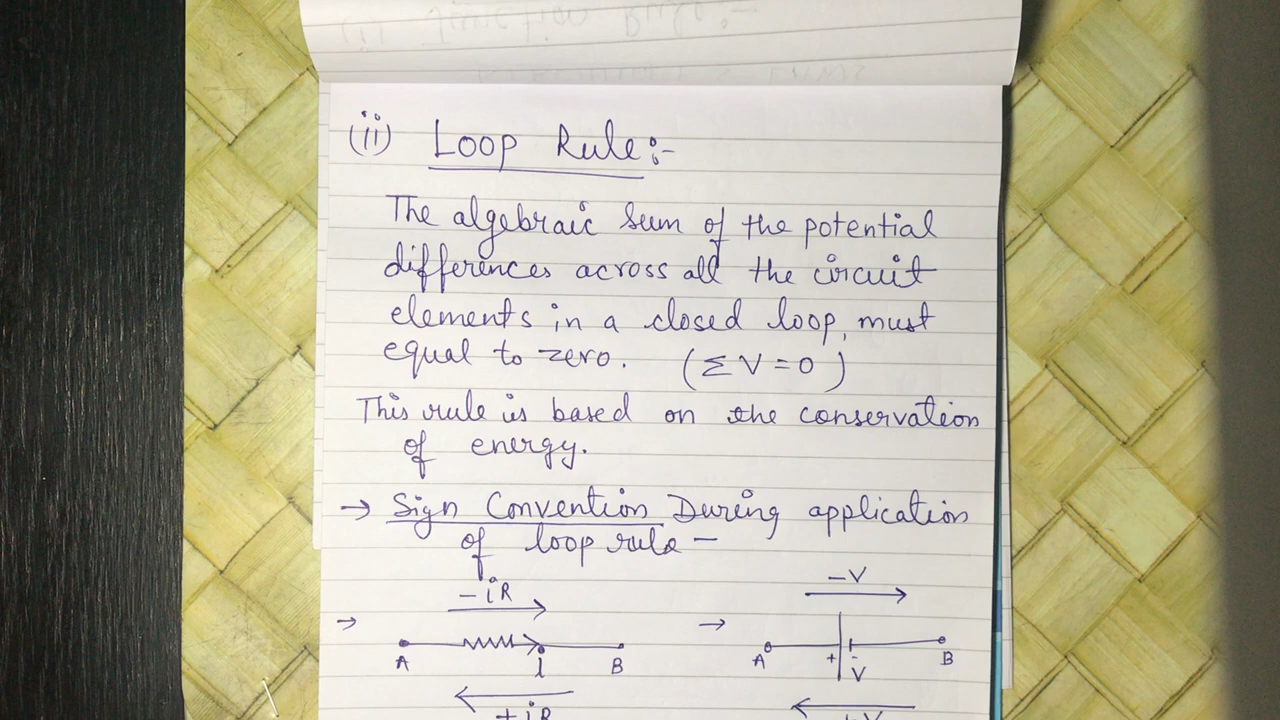 (ii) Loop Rule:-
The algebraic sum of the potential
differences across all the circuit
elements in a closed loop, must
equal to zero. (ΣV=0)
This rule is based on the conservation
of energy.
→ Sign Convention During application
of loop rule -
-iR
→ A i B
+iR
-V
→ A + - B
V
+V